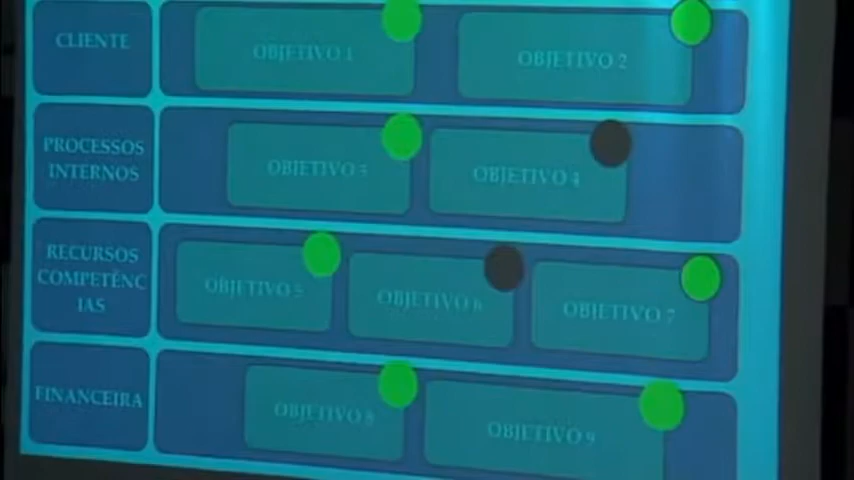 CLIENTE
OBJETIVO 1
OBJETIVO 2
PROCESSOS
INTERNOS
OBJETIVO 3
OBJETIVO 4
RECURSOS
COMPETÊNC
IAS
OBJETIVO 5
OBJETIVO 6
OBJETIVO 7
FINANCEIRA
OBJETIVO 8
OBJETIVO 9